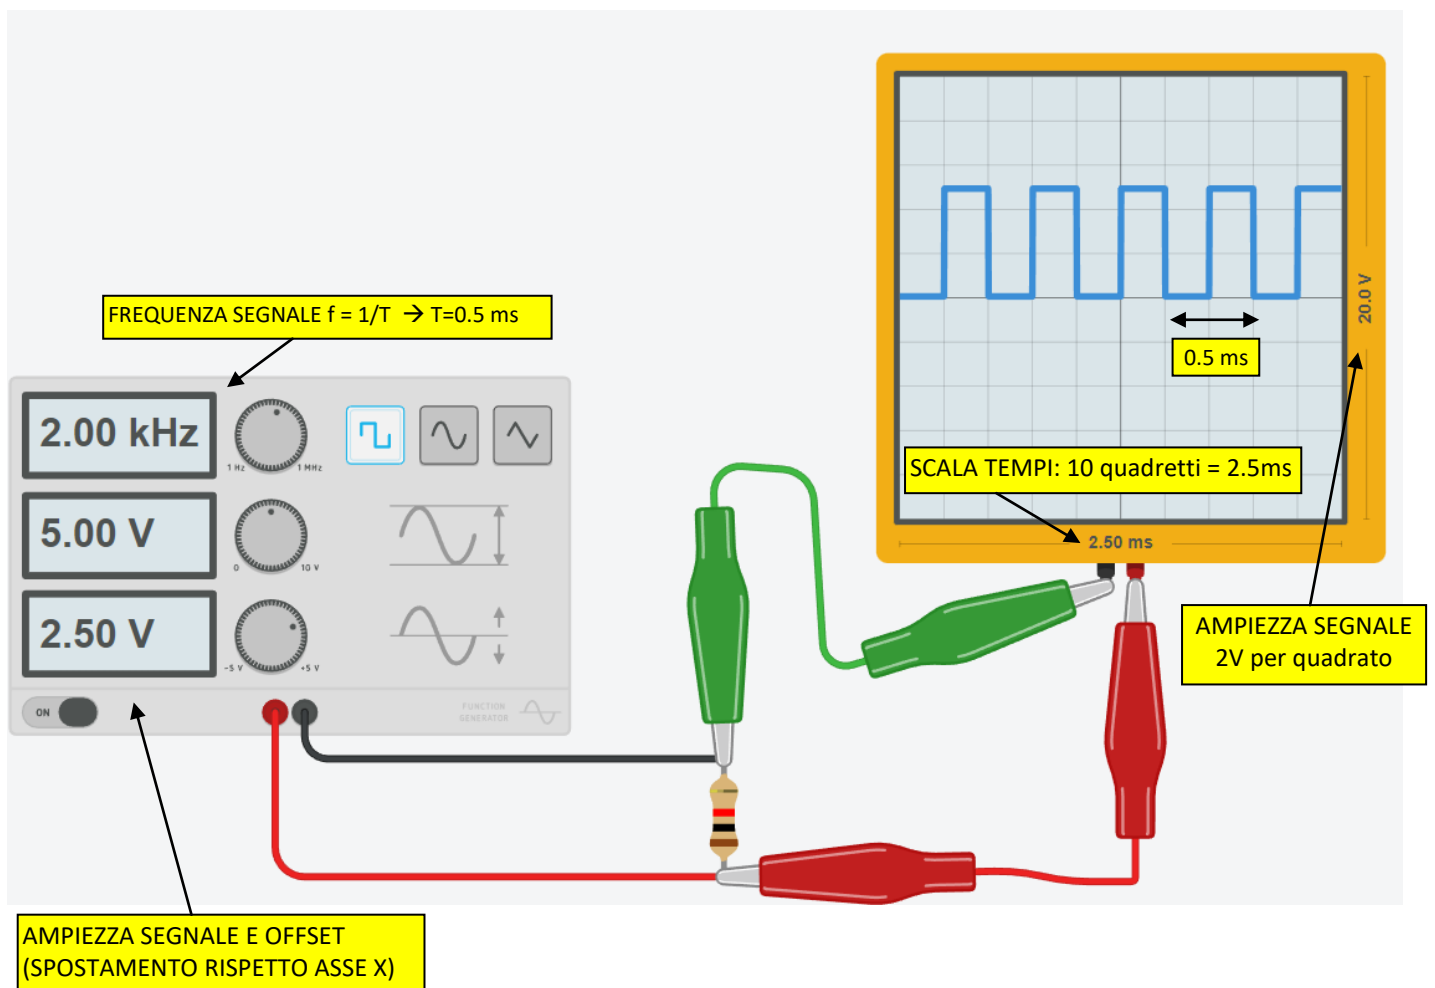 FREQUENZA SEGNALE f = 1/T → T=0.5 ms
2.00 kHz
1 Hz
1 MHz
5.00 V
0
10 V
2.50 V
-5 V
+5 V
ON
FUNCTION
GENERATOR
AMPIEZZA SEGNALE E OFFSET
(SPOSTAMENTO RISPETTO ASSE X)
0.5 ms
20.0 V
SCALA TEMPI: 10 quadretti = 2.5ms
2.50 ms
AMPIEZZA SEGNALE
2V per quadrato